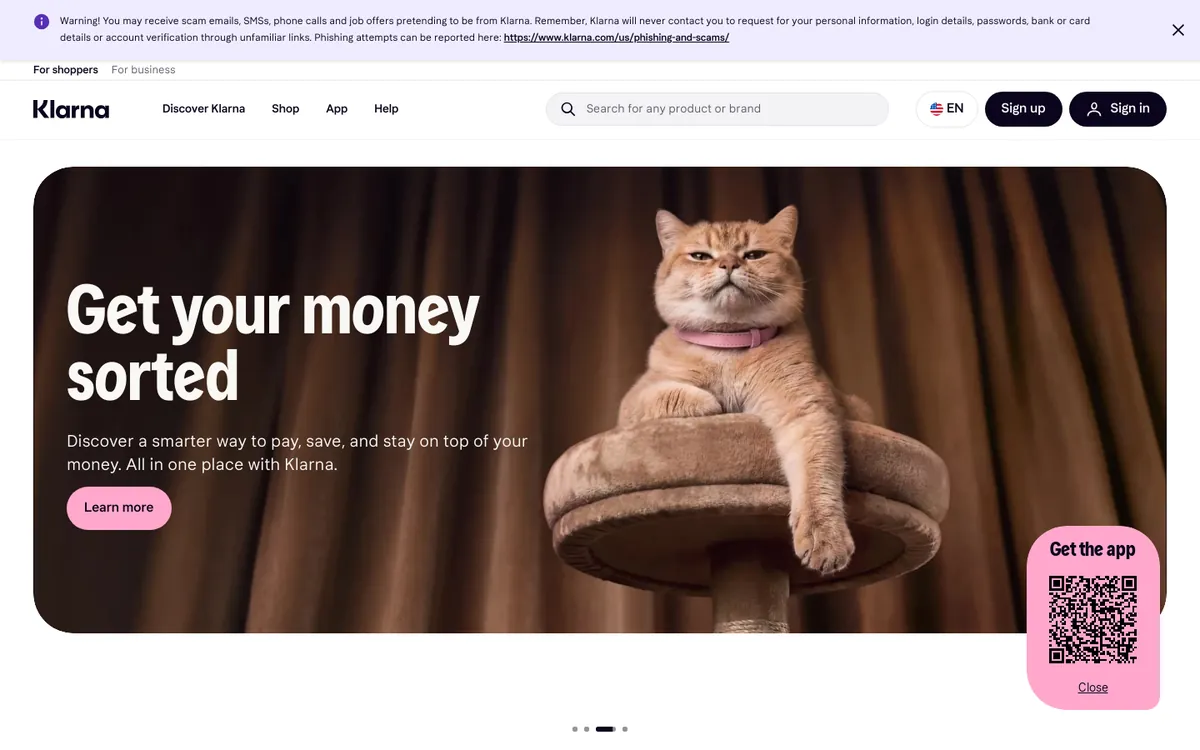 Warning! You may receive scam emails, SMSs, phone calls and job offers pretending to be from Klarna. Remember, Klarna will never contact you to request for your personal information, login details, passwords, bank or card
details or account verification through unfamiliar links. Phishing attempts can be reported here: https://www.klarna.com/us/phishing-and-scams/
For shoppers For business
Klarna Discover Klarna Shop App Help Search for any product or brand EN Sign up Sign in
Get your money
sorted
Discover a smarter way to pay, save, and stay on top of your
money. All in one place with Klarna.
Learn more
Get the app
Close